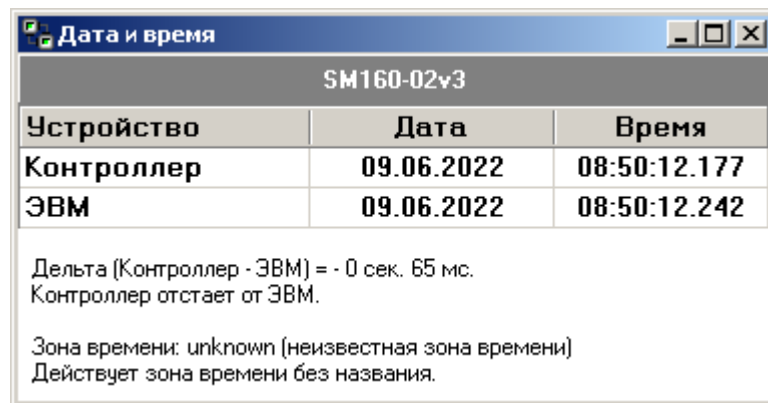 Дата и время
SM160-02v3
Устройство Дата Время
Контроллер 09.06.2022 08:50:12.177
ЭВМ 09.06.2022 08:50:12.242
Дельта (Контроллер - ЭВМ) = - 0 сек. 65 мс.
Контроллер отстает от ЭВМ.
Зона времени: unknown (неизвестная зона времени)
Действует зона времени без названия.